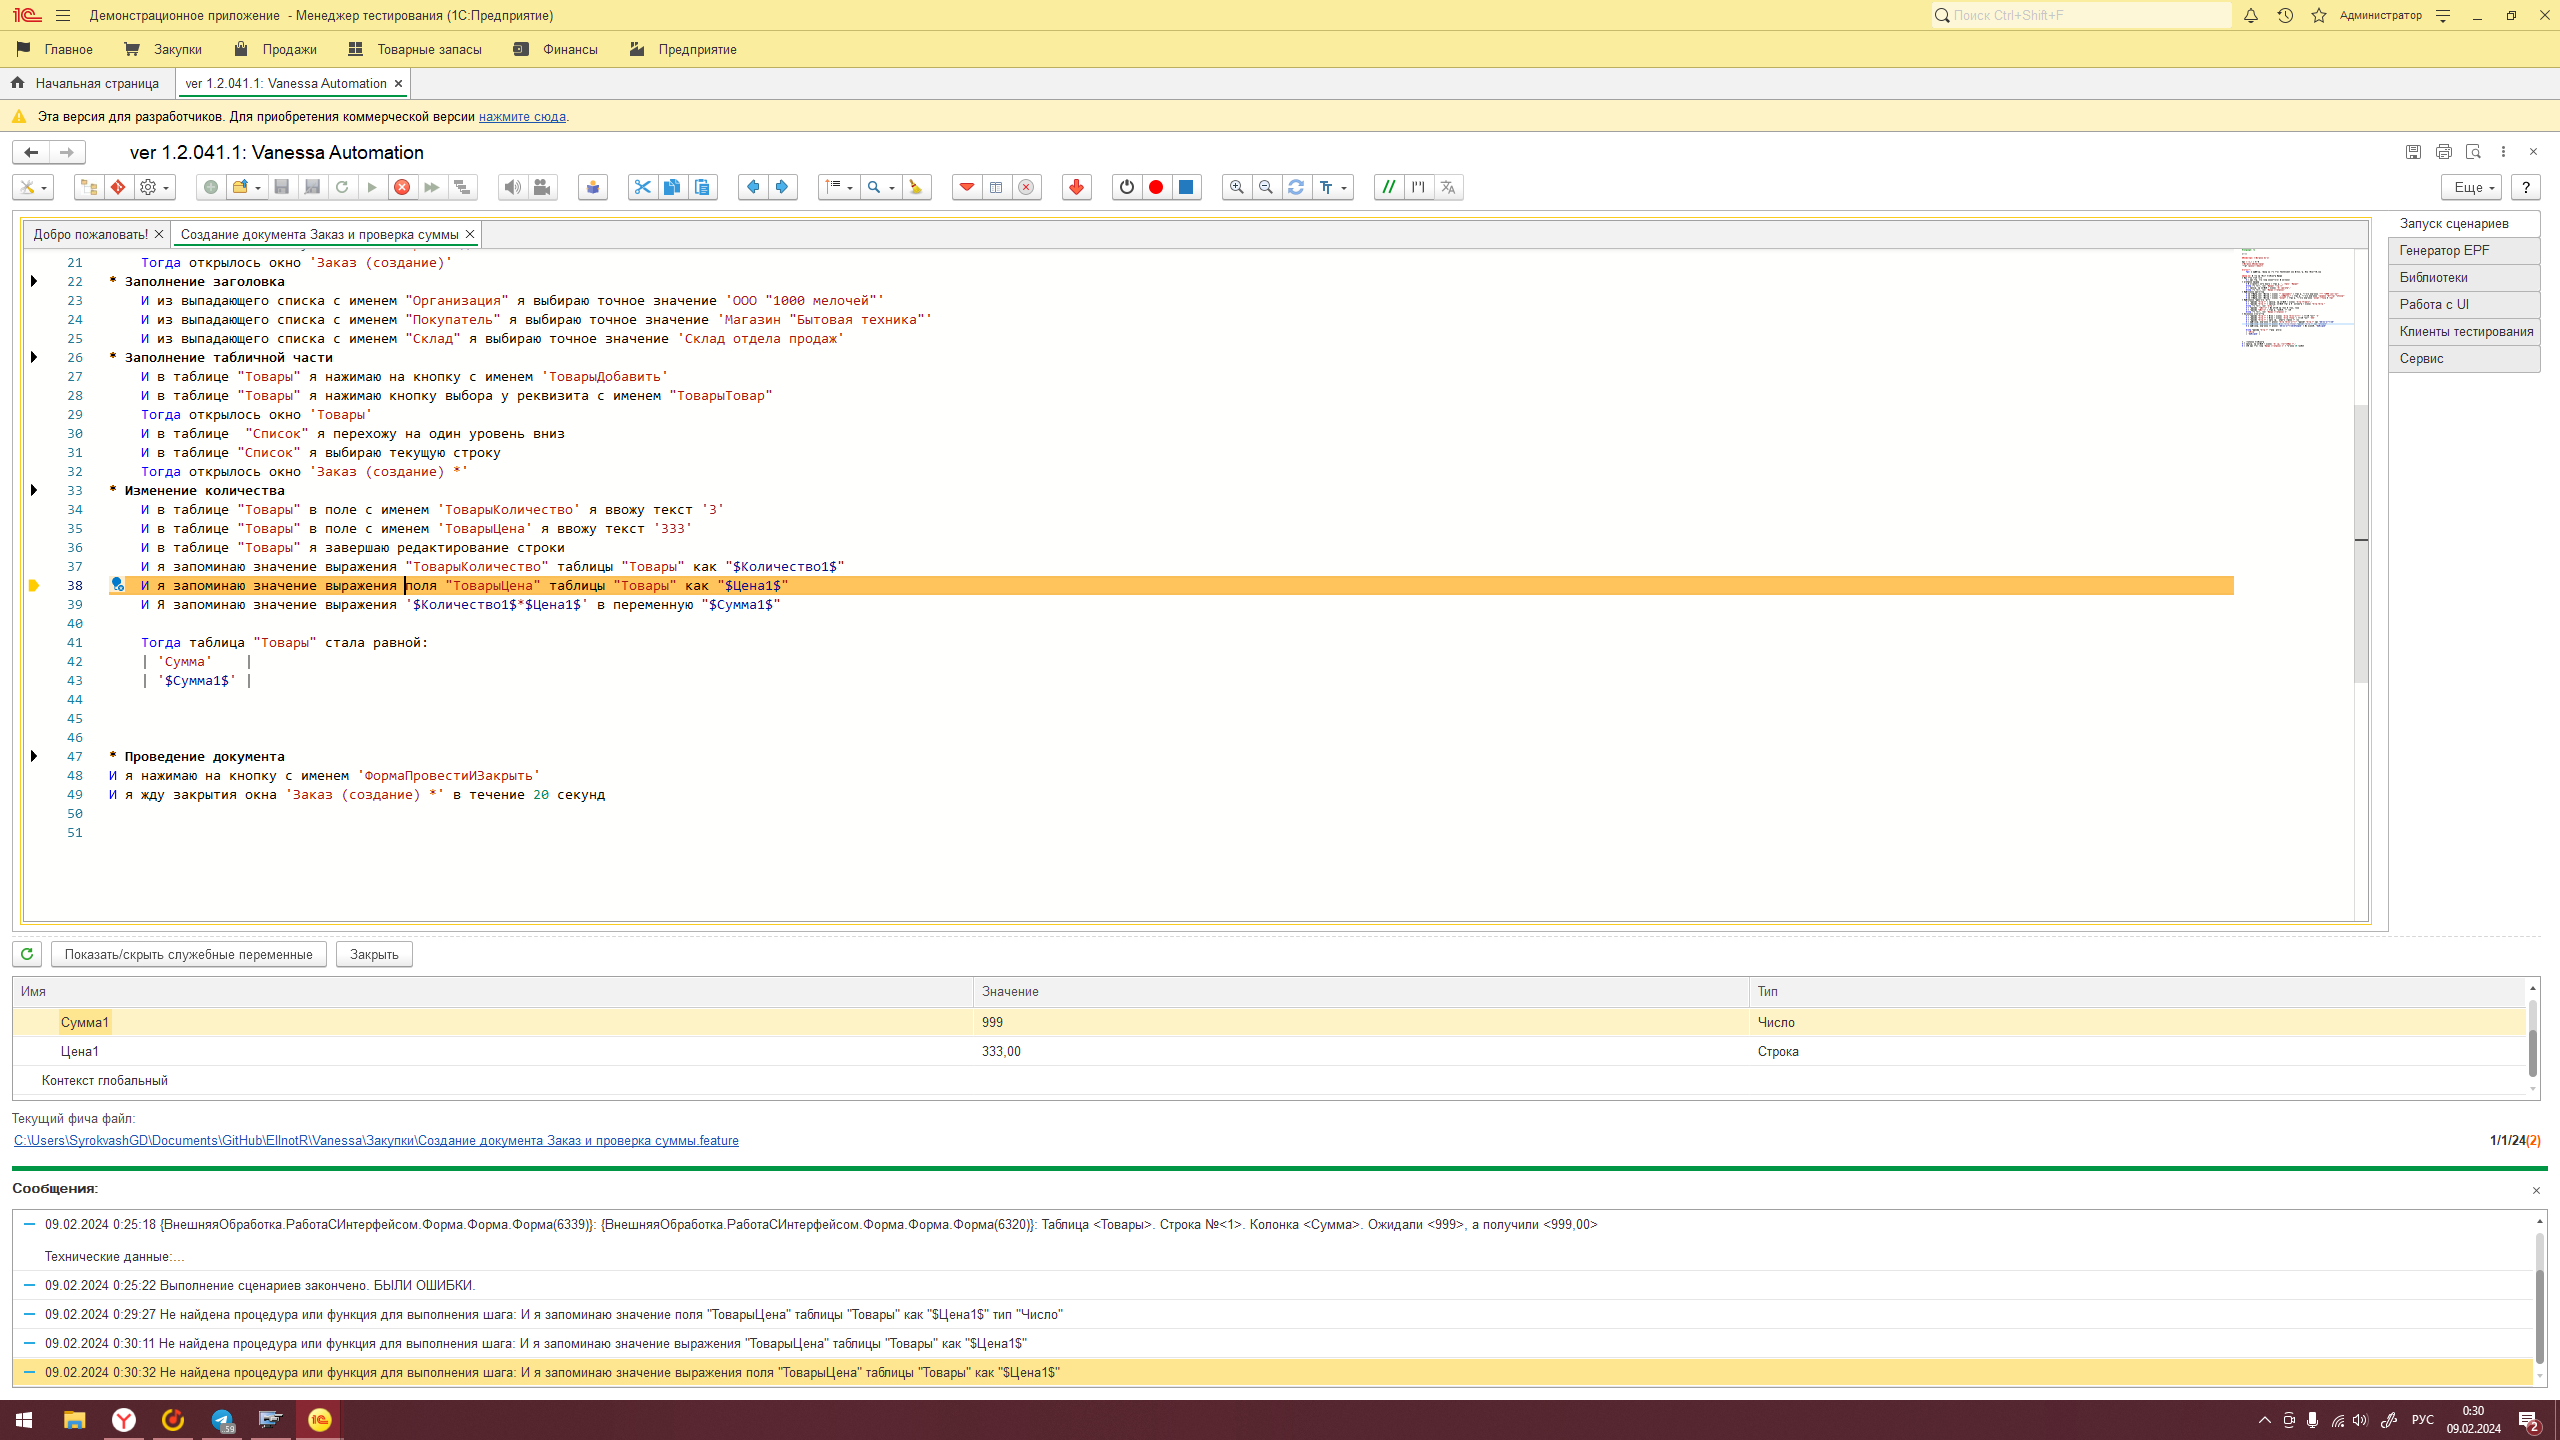 Демонстрационное приложение - Менеджер тестирования (1С:Предприятие)
Поиск Ctrl+Shift+F
Администратор
Главное Закупки Продажи Товарные запасы Финансы Предприятие
Начальная страница
ver 1.2.041.1: Vanessa Automation
Эта версия для разработчиков. Для приобретения коммерческой версии нажмите сюда.
ver 1.2.041.1: Vanessa Automation
Еще ?
Добро пожаловать! Создание документа Заказ и проверка суммы
21 Тогда открылось окно 'Заказ (создание)'
22 * Заполнение заголовка
23 И из выпадающего списка с именем "Организация" я выбираю точное значение 'ООО "1000 мелочей"'
24 И из выпадающего списка с именем "Покупатель" я выбираю точное значение 'Магазин "Бытовая техника"'
25 И из выпадающего списка с именем "Склад" я выбираю точное значение 'Склад отдела продаж'
26 * Заполнение табличной части
27 И в таблице "Товары" я нажимаю на кнопку с именем 'ТоварыДобавить'
28 И в таблице "Товары" я нажимаю кнопку выбора у реквизита с именем "ТоварыТовар"
29 Тогда открылось окно 'Товары'
30 И в таблице  "Список" я перехожу на один уровень вниз
31 И в таблице "Список" я выбираю текущую строку
32 Тогда открылось окно 'Заказ (создание) *'
33 * Изменение количества
34 И в таблице "Товары" в поле с именем 'ТоварыКоличество' я ввожу текст '3'
35 И в таблице "Товары" в поле с именем 'ТоварыЦена' я ввожу текст '333'
36 И в таблице "Товары" я завершаю редактирование строки
37 И я запоминаю значение выражения "ТоварыКоличество" таблицы "Товары" как "$Количество1$"
38 И я запоминаю значение выражения поля "ТоварыЦена" таблицы "Товары" как "$Цена1$"
39 И Я запоминаю значение выражения '$Количество1$*$Цена1$' в переменную "$Сумма1$"
40
41 Тогда таблица "Товары" стала равной:
42 | 'Сумма'    |
43 | '$Сумма1$' |
44
45
46
47 * Проведение документа
48 И я нажимаю на кнопку с именем 'ФормаПровестиИЗакрыть'
49 И я жду закрытия окна 'Заказ (создание) *' в течение 20 секунд
50
51
Запуск сценариев
Генератор EPF
Библиотеки
Работа с UI
Клиенты тестирования
Сервис
Показать/скрыть служебные переменные Закрыть
Имя Значение Тип
Сумма1 999 Число
Цена1 333,00 Строка
Контекст глобальный
Текущий фича файл:
C:\Users\SyrokvashGD\Documents\GitHub\EllnotR\Vanessa\Закупки\Создание документа Заказ и проверка суммы.feature
1/1/24(2)
Сообщения:
09.02.2024 0:25:18 {ВнешняяОбработка.РаботаСИнтерфейсом.Форма.Форма.Форма(6339)}: {ВнешняяОбработка.РаботаСИнтерфейсом.Форма.Форма.Форма(6320)}: Таблица <Товары>. Строка №<1>. Колонка <Сумма>. Ожидали <999>, а получили <999,00>
Технические данные:...
09.02.2024 0:25:22 Выполнение сценариев закончено. БЫЛИ ОШИБКИ.
09.02.2024 0:29:27 Не найдена процедура или функция для выполнения шага: И я запоминаю значение поля "ТоварыЦена" таблицы "Товары" как "$Цена1$" тип "Число"
09.02.2024 0:30:11 Не найдена процедура или функция для выполнения шага: И я запоминаю значение выражения "ТоварыЦена" таблицы "Товары" как "$Цена1$"
09.02.2024 0:30:32 Не найдена процедура или функция для выполнения шага: И я запоминаю значение выражения поля "ТоварыЦена" таблицы "Товары" как "$Цена1$"
59
РУС
0:30
09.02.2024
2